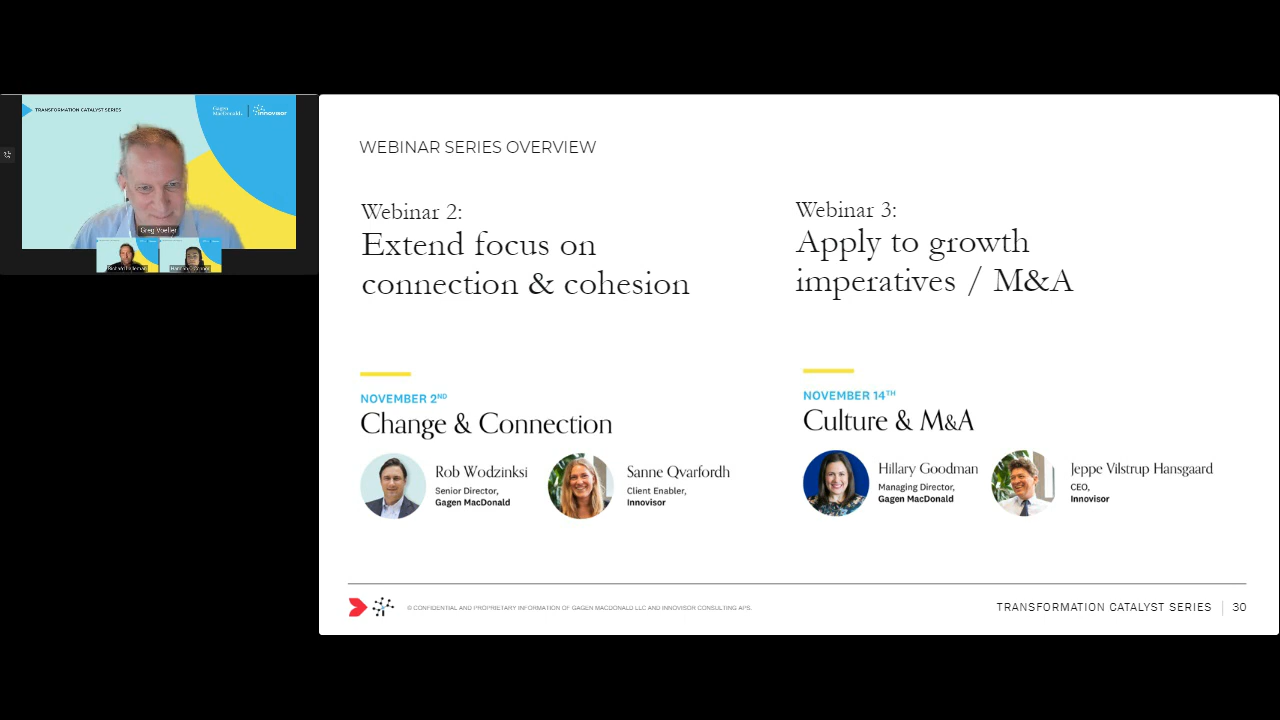 TRANSFORMATION CATALYST SERIES
Gagen
MacDonald
innovisor
Greg Voeller
WEBINAR SERIES OVERVIEW
Webinar 2:
Extend focus on
connection & cohesion
NOVEMBER 2ND
Change & Connection
Rob Wodzinksi
Senior Director,
Gagen MacDonald
Sanne Qvarfordh
Client Enabler,
Innovisor
Webinar 3:
Apply to growth
imperatives / M&A
NOVEMBER 14TH
Culture & M&A
Hillary Goodman
Managing Director,
Gagen MacDonald
Jeppe Vilstrup Hansgaard
CEO,
Innovisor
© CONFIDENTIAL AND PROPRIETARY INFORMATION OF GAGEN MACDONALD LLC AND INNOVISOR CONSULTING APS.
TRANSFORMATION CATALYST SERIES
30